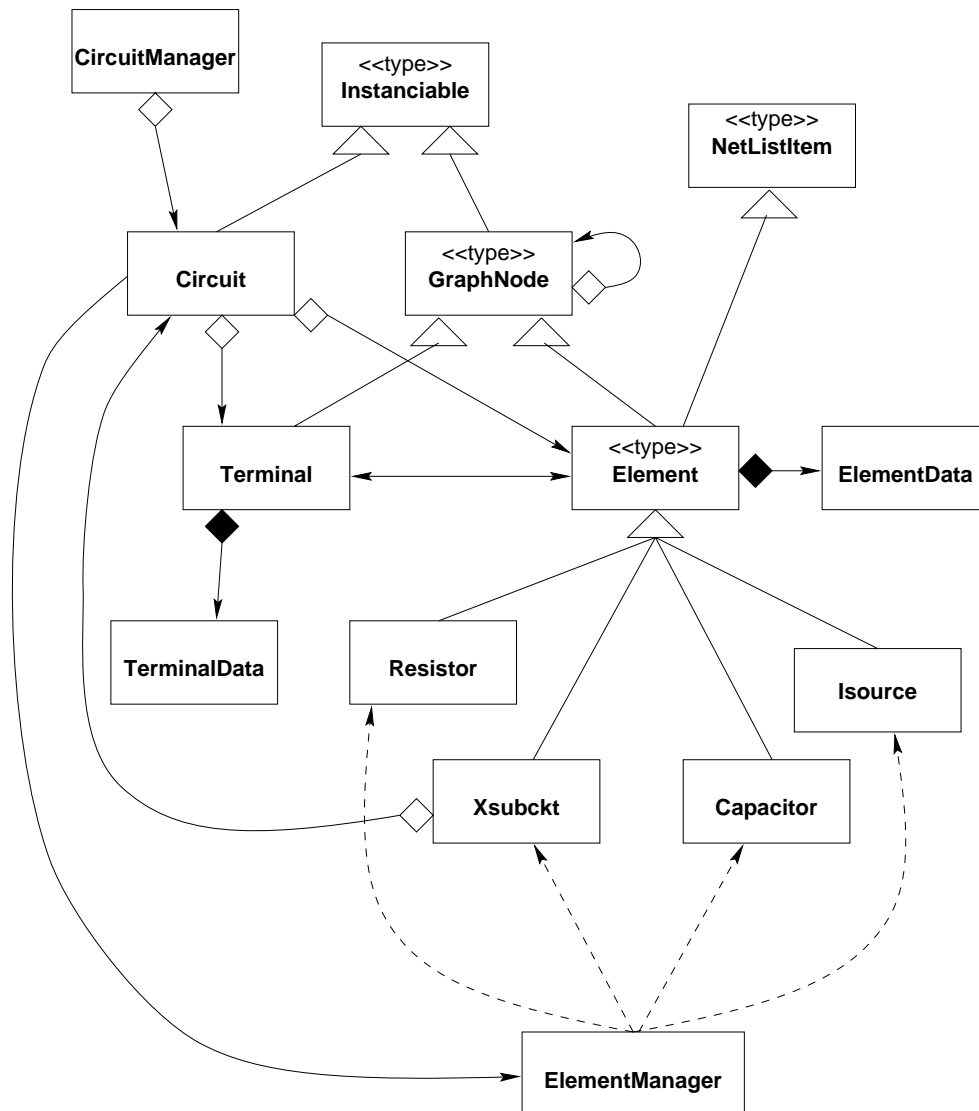 CircuitManager
<<type>>
Instanciable
<<type>>
NetListItem
Circuit
<<type>>
GraphNode
Terminal
<<type>>
Element
ElementData
TerminalData
Resistor
Isource
Xsubckt
Capacitor
ElementManager